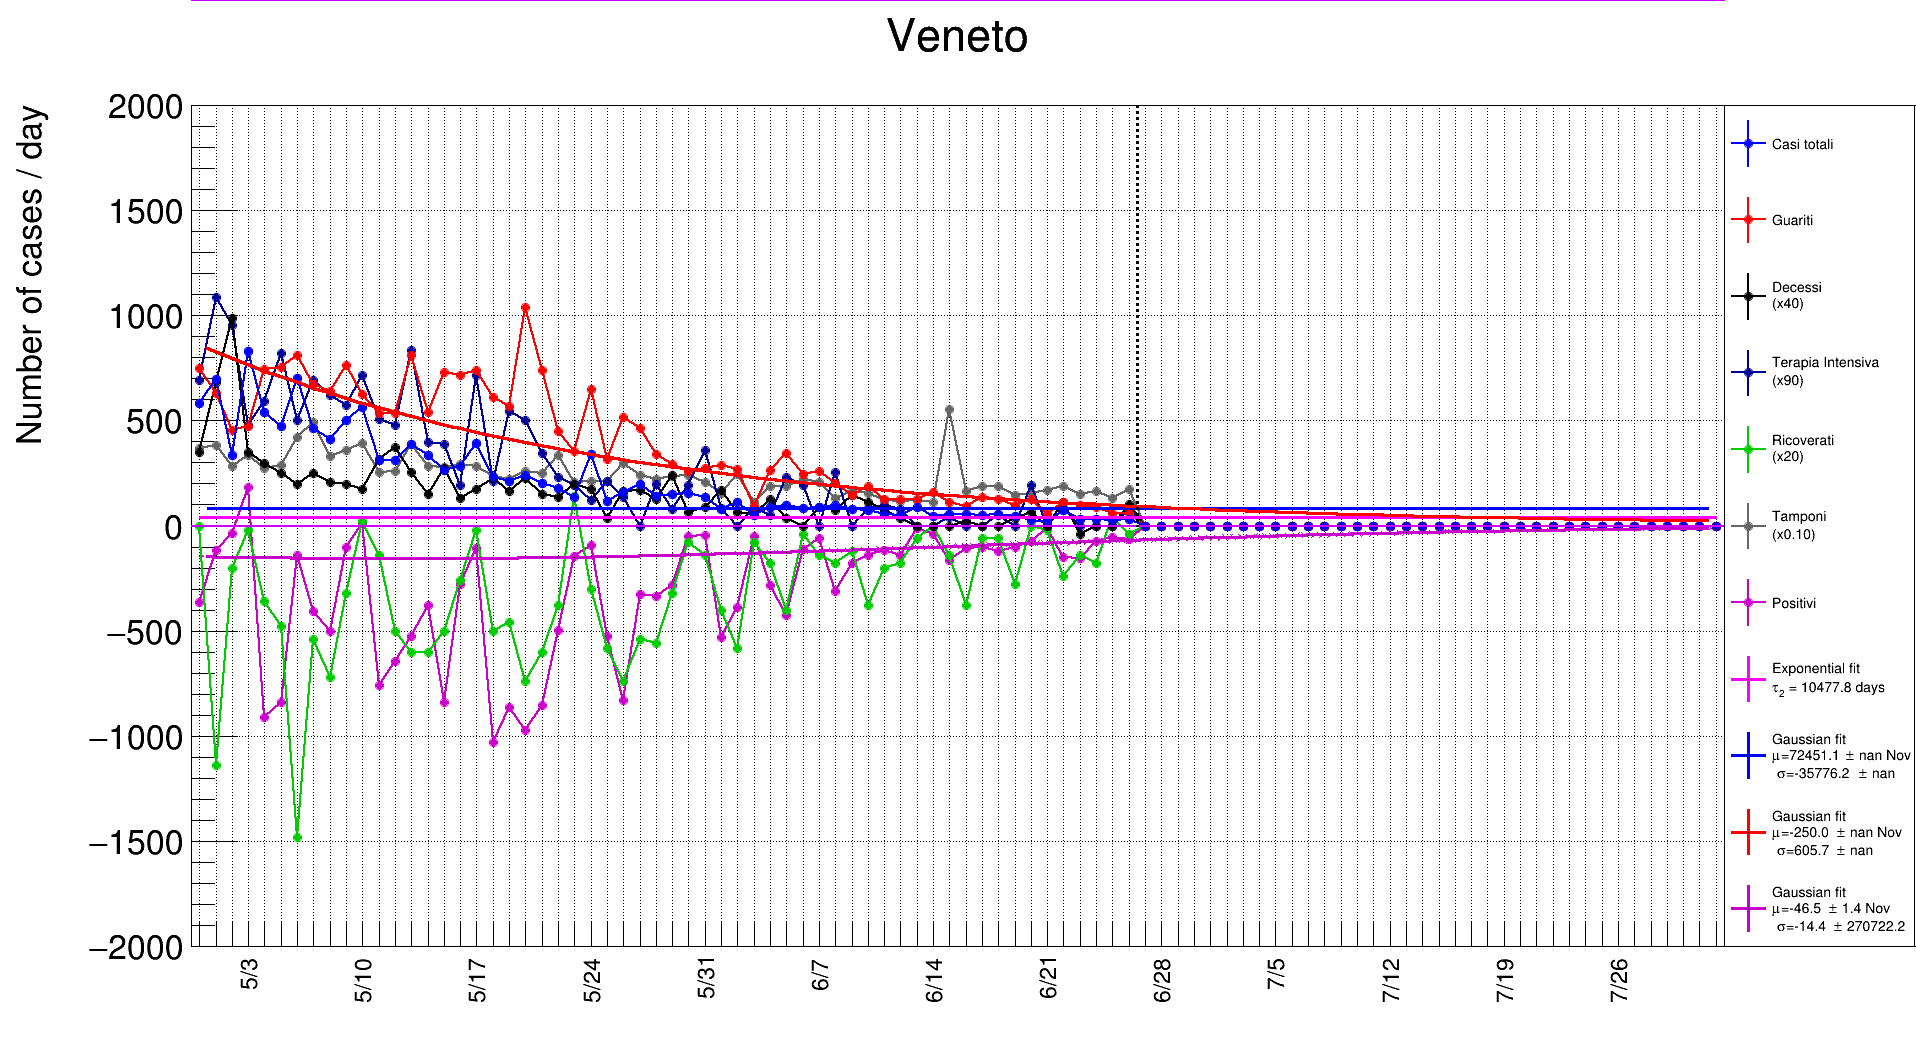 Veneto
Number of cases / day
2000
1500
1000
500
0
−500
−1000
−1500
−2000
5/3
5/10
5/17
5/24
5/31
6/7
6/14
6/21
6/28
7/5
7/12
7/19
7/26
Casi totali
Guariti
Decessi
(x40)
Terapia Intensiva
(x90)
Ricoverati
(x20)
Tamponi
(x0.10)
Positivi
Exponential fit
τ2 = 10477.8 days
Gaussian fit
μ=72451.1 ± nan Nov
σ=-35776.2 ± nan
Gaussian fit
μ=-250.0 ± nan Nov
σ=605.7 ± nan
Gaussian fit
μ=-46.5 ± 1.4 Nov
σ=-14.4 ± 270722.2